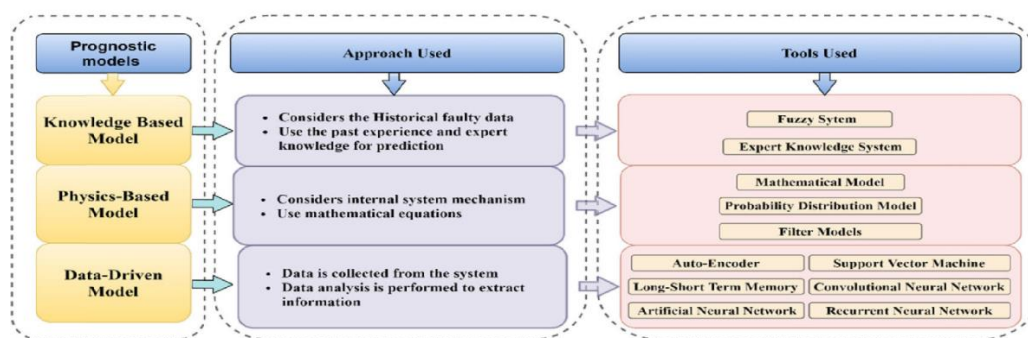 Prognostic
models
Approach Used
Tools Used
Knowledge Based
Model
• Considers the Historical faulty data
• Use the past experience and expert
knowledge for prediction
Fuzzy Sytem
Expert Knowledge System
Physics-Based
Model
• Considers internal system mechanism
• Use mathematical equations
Mathematical Model
Probability Distribution Model
Filter Models
Data-Driven
Model
• Data is collected from the system
• Data analysis is performed to extract
information
Auto-Encoder
Support Vector Machine
Long-Short Term Memory
Convolutional Neural Network
Artificial Neural Network
Recurrent Neural Network